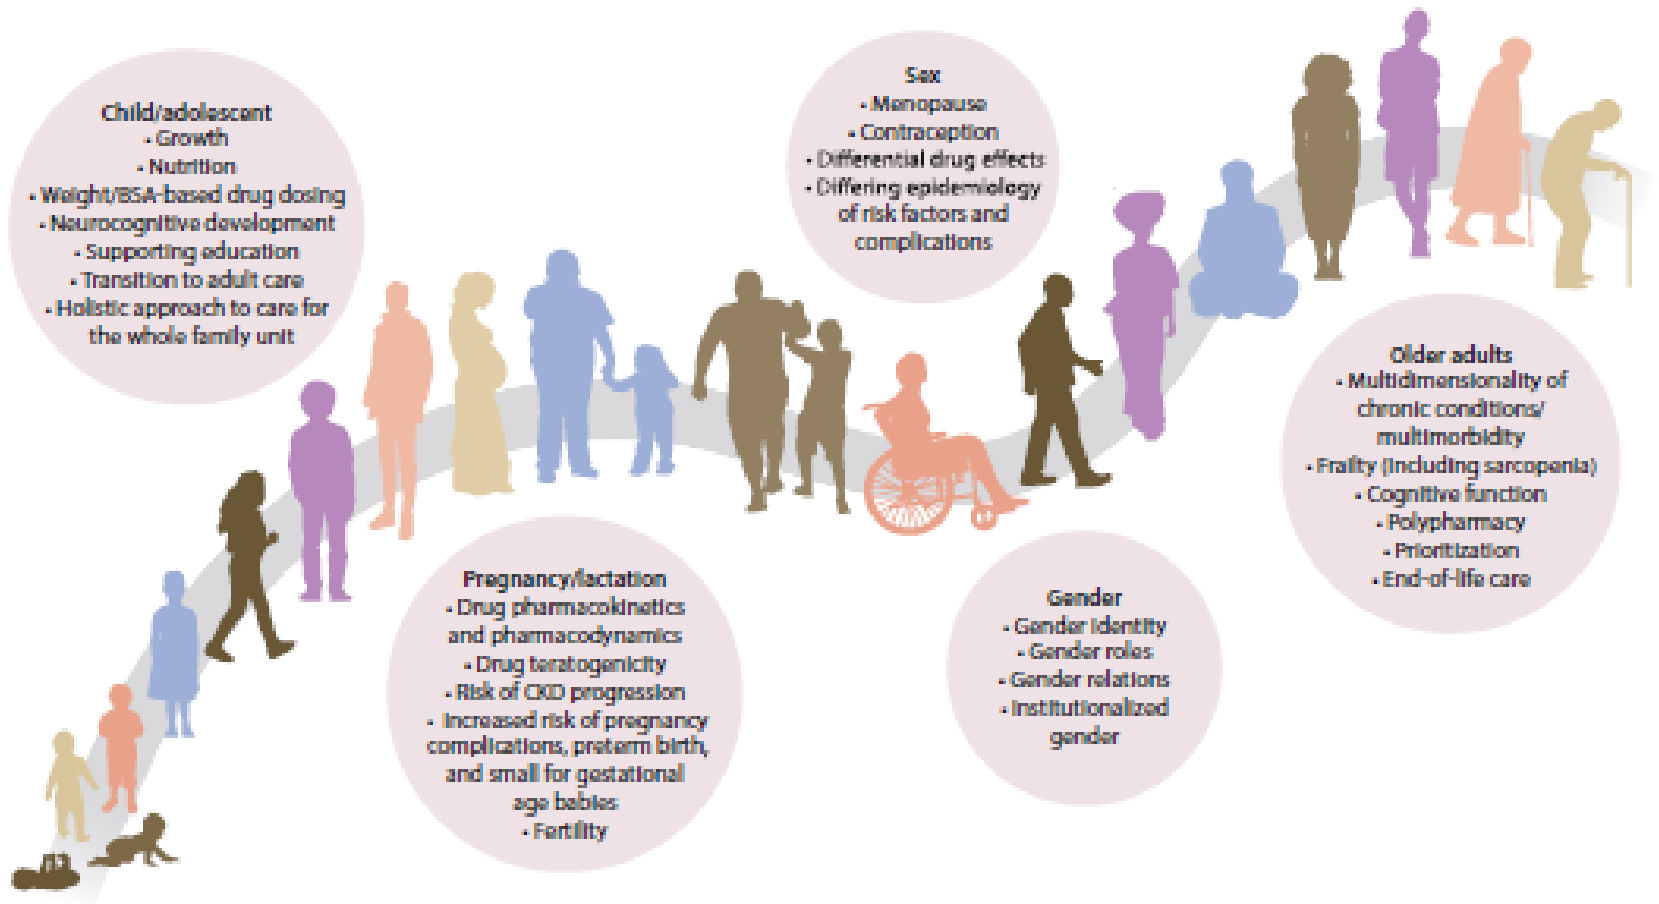 Child/adolescent
• Growth
• Nutrition
• Weight/BSA-based drug dosing
• Neurocognitive development
• Supporting education
• Transition to adult care
• Holistic approach to care for
the whole family unit
Pregnancy/lactation
• Drug pharmacokinetics
and pharmacodynamics
• Drug teratogenicity
• Risk of CKD progression
• Increased risk of pregnancy
complications, preterm birth,
and small for gestational
age babies
• Fertility
Sex
• Menopause
• Contraception
• Differential drug effects
• Differing epidemiology
of risk factors and
complications
Gender
• Gender identity
• Gender roles
• Gender relations
• Institutionalized
gender
Older adults
• Multidimensionality of
chronic conditions/
multimorbidity
• Frailty (including sarcopenia)
• Cognitive function
• Polypharmacy
• Prioritization
• End-of-life care